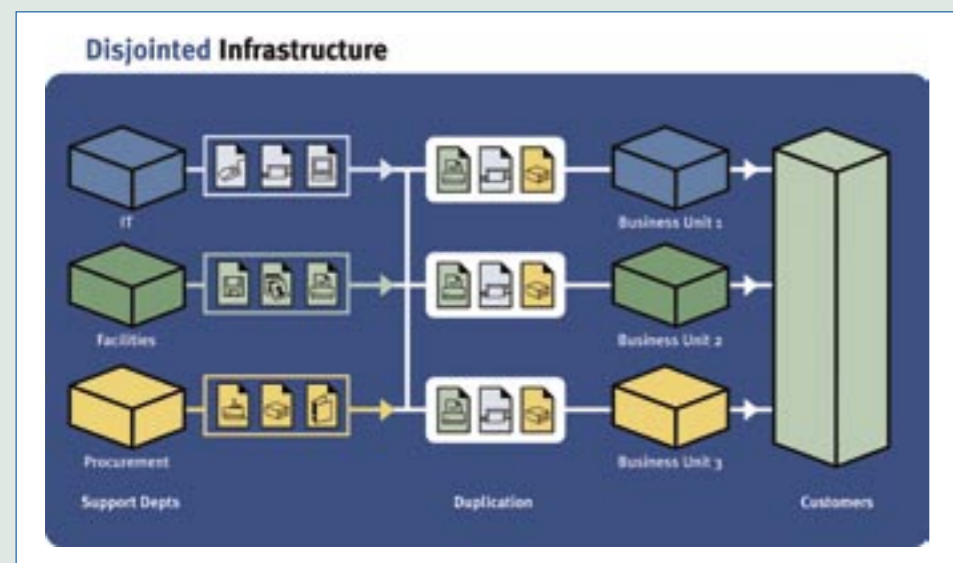 Disjointed Infrastructure
IT
Business Unit 1
Facilities
Business Unit 2
Procurement
Business Unit 3
Support Depts
Duplication
Customers